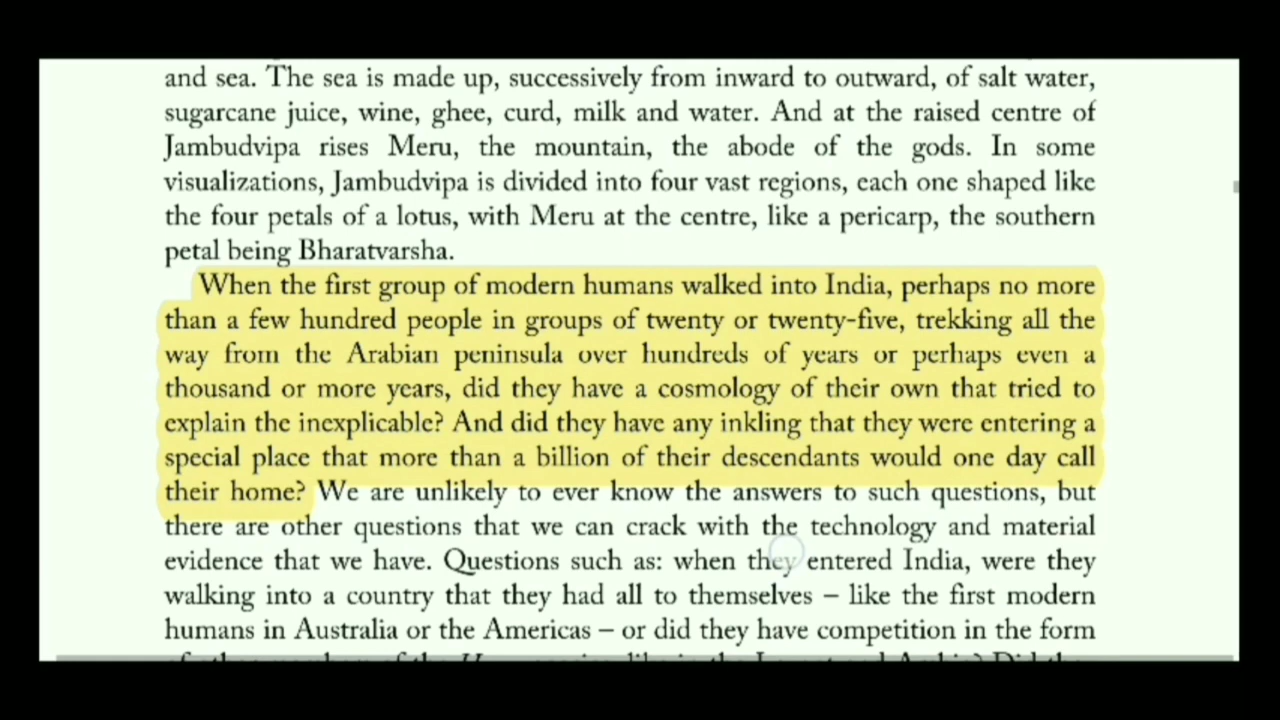 and sea. The sea is made up, successively from inward to outward, of salt water,
sugarcane juice, wine, ghee, curd, milk and water. And at the raised centre of
Jambudvipa rises Meru, the mountain, the abode of the gods. In some
visualizations, Jambudvipa is divided into four vast regions, each one shaped like
the four petals of a lotus, with Meru at the centre, like a pericarp, the southern
petal being Bharatvarsha.
When the first group of modern humans walked into India, perhaps no more
than a few hundred people in groups of twenty or twenty-five, trekking all the
way from the Arabian peninsula over hundreds of years or perhaps even a
thousand or more years, did they have a cosmology of their own that tried to
explain the inexplicable? And did they have any inkling that they were entering a
special place that more than a billion of their descendants would one day call
their home? We are unlikely to ever know the answers to such questions, but
there are other questions that we can crack with the technology and material
evidence that we have. Questions such as: when they entered India, were they
walking into a country that they had all to themselves – like the first modern
humans in Australia or the Americas – or did they have competition in the form